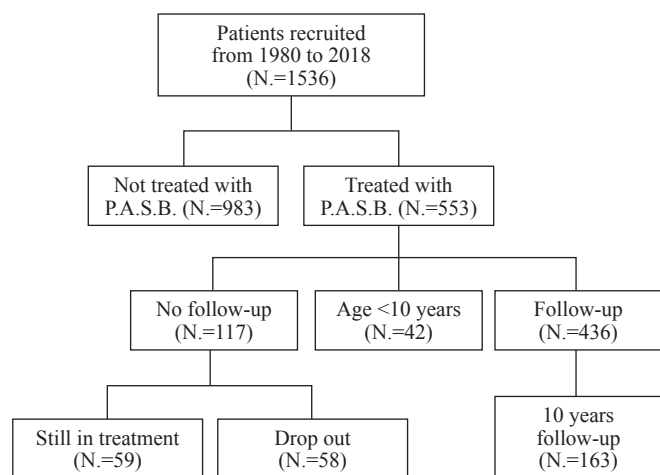 Patients recruited
from 1980 to 2018
(N.=1536)
Not treated with
P.A.S.B. (N.=983)
Treated with
P.A.S.B. (N.=553)
No follow-up
(N.=117)
Age <10 years
(N.=42)
Follow-up
(N.=436)
Still in treatment
(N.=59)
Drop out
(N.=58)
10 years
follow-up
(N.=163)